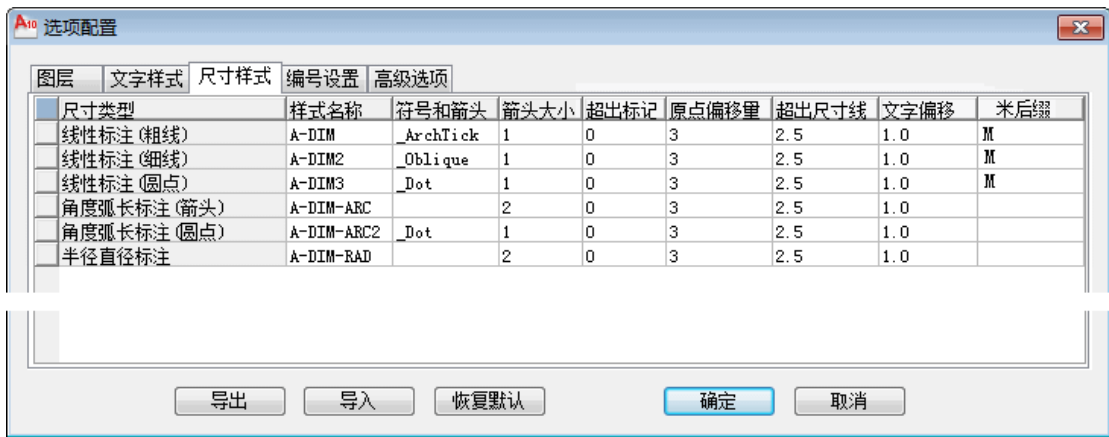 A10 选项配置
图层 文字样式 尺寸样式 编号设置 高级选项
尺寸类型 样式名称 符号和箭头 箭头大小 超出标记 原点偏移量 超出尺寸线 文字偏移 米后缀
线性标注(粗线) A-DIM _ArchTick 1 0 3 2.5 1.0 M
线性标注(细线) A-DIM2 _Oblique 1 0 3 2.5 1.0 M
线性标注(圆点) A-DIM3 _Dot 1 0 3 2.5 1.0 M
角度弧长标注(箭头) A-DIM-ARC 2 0 3 2.5 1.0
角度弧长标注(圆点) A-DIM-ARC2 _Dot 1 0 3 2.5 1.0
半径直径标注 A-DIM-RAD 2 0 3 2.5 1.0
导出 导入 恢复默认 确定 取消